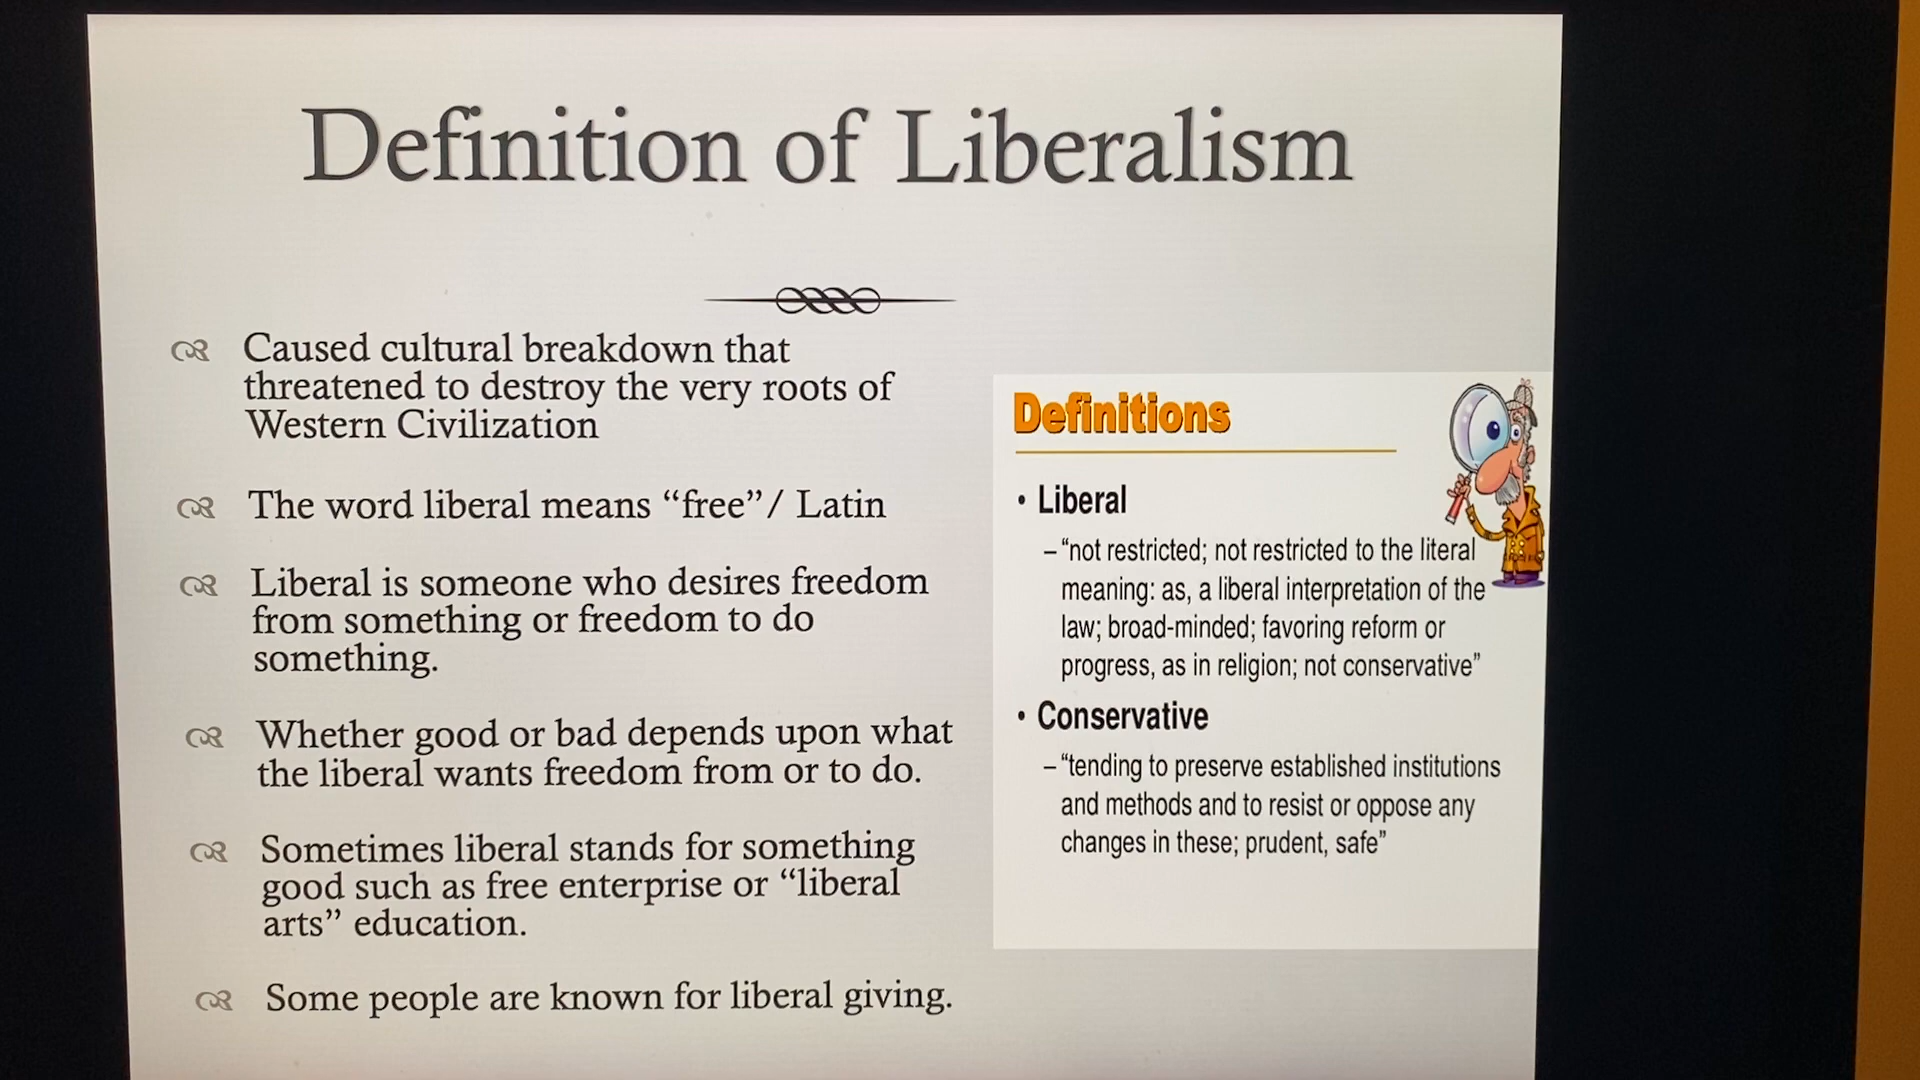 Definition of Liberalism
Caused cultural breakdown that
threatened to destroy the very roots of
Western Civilization
The word liberal means “free”/ Latin
Liberal is someone who desires freedom
from something or freedom to do
something.
Whether good or bad depends upon what
the liberal wants freedom from or to do.
Sometimes liberal stands for something
good such as free enterprise or “liberal
arts” education.
Some people are known for liberal giving.
Definitions
• Liberal
– “not restricted; not restricted to the literal
meaning: as, a liberal interpretation of the
law; broad-minded; favoring reform or
progress, as in religion; not conservative”
• Conservative
– “tending to preserve established institutions
and methods and to resist or oppose any
changes in these; prudent, safe”